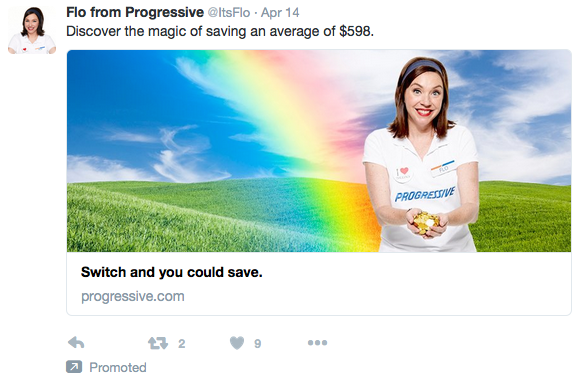 Flo from Progressive @ItsFlo · Apr 14
Discover the magic of saving an average of $598.
I ♥
FLO
PROGRESSIVE
Switch and you could save.
progressive.com
2
9
Promoted